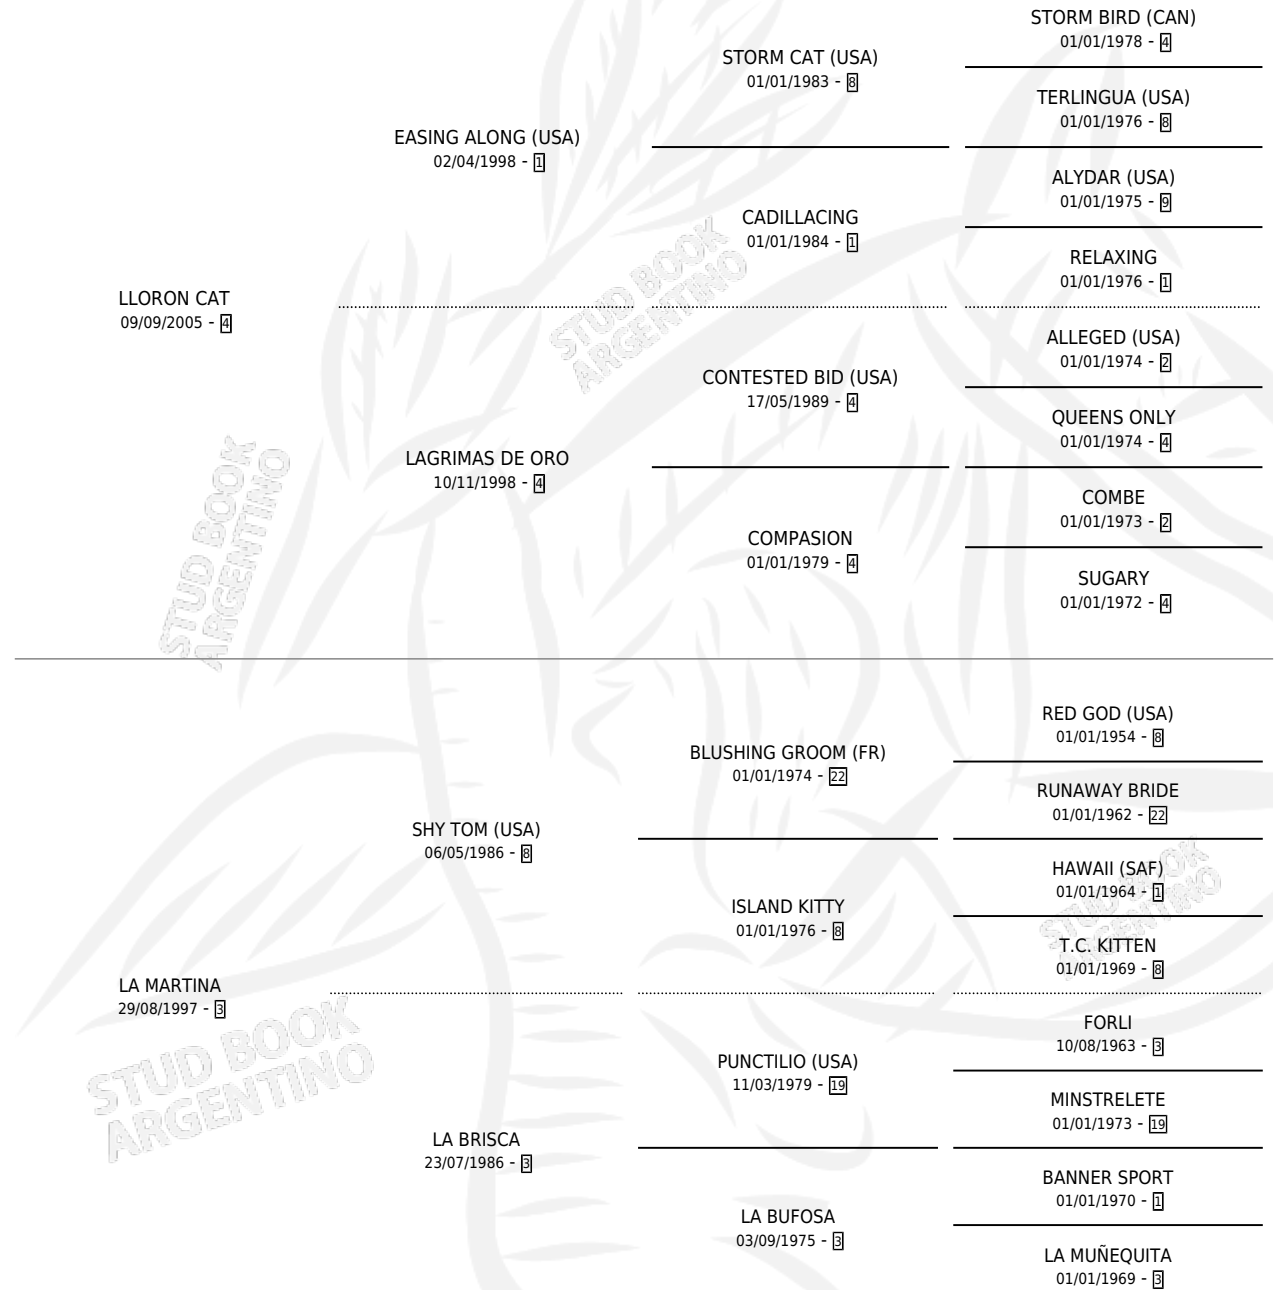 STORM BIRD (CAN)
01/01/1978 - 4
STORM CAT (USA)
01/01/1983 - 8
TERLINGUA (USA)
01/01/1976 - 8
EASING ALONG (USA)
02/04/1998 - 1
ALYDAR (USA)
01/01/1975 - 9
CADILLACING
01/01/1984 - 1
RELAXING
01/01/1976 - 1
LLORON CAT
09/09/2005 - 4
ALLEGED (USA)
01/01/1974 - 2
CONTESTED BID (USA)
17/05/1989 - 4
QUEENS ONLY
01/01/1974 - 4
LAGRIMAS DE ORO
10/11/1998 - 4
COMBE
01/01/1973 - 2
COMPASION
01/01/1979 - 4
SUGARY
01/01/1972 - 4
STUD BOOK
ARGENTINO
STUD BOOK
ARGENTINO
RED GOD (USA)
01/01/1954 - 8
BLUSHING GROOM (FR)
01/01/1974 - 22
RUNAWAY BRIDE
01/01/1962 - 22
SHY TOM (USA)
06/05/1986 - 8
HAWAII (SAF)
01/01/1964 - 1
ISLAND KITTY
01/01/1976 - 8
T.C. KITTEN
01/01/1969 - 8
LA MARTINA
29/08/1997 - 3
FORLI
10/08/1963 - 3
PUNCTILIO (USA)
11/03/1979 - 19
MINSTRELETE
01/01/1973 - 19
LA BRISCA
23/07/1986 - 3
BANNER SPORT
01/01/1970 - 1
LA BUFOSA
03/09/1975 - 3
LA MUÑEQUITA
01/01/1969 - 3
STUD BOOK
ARGENTINO
STUD BOOK
ARGENTINO